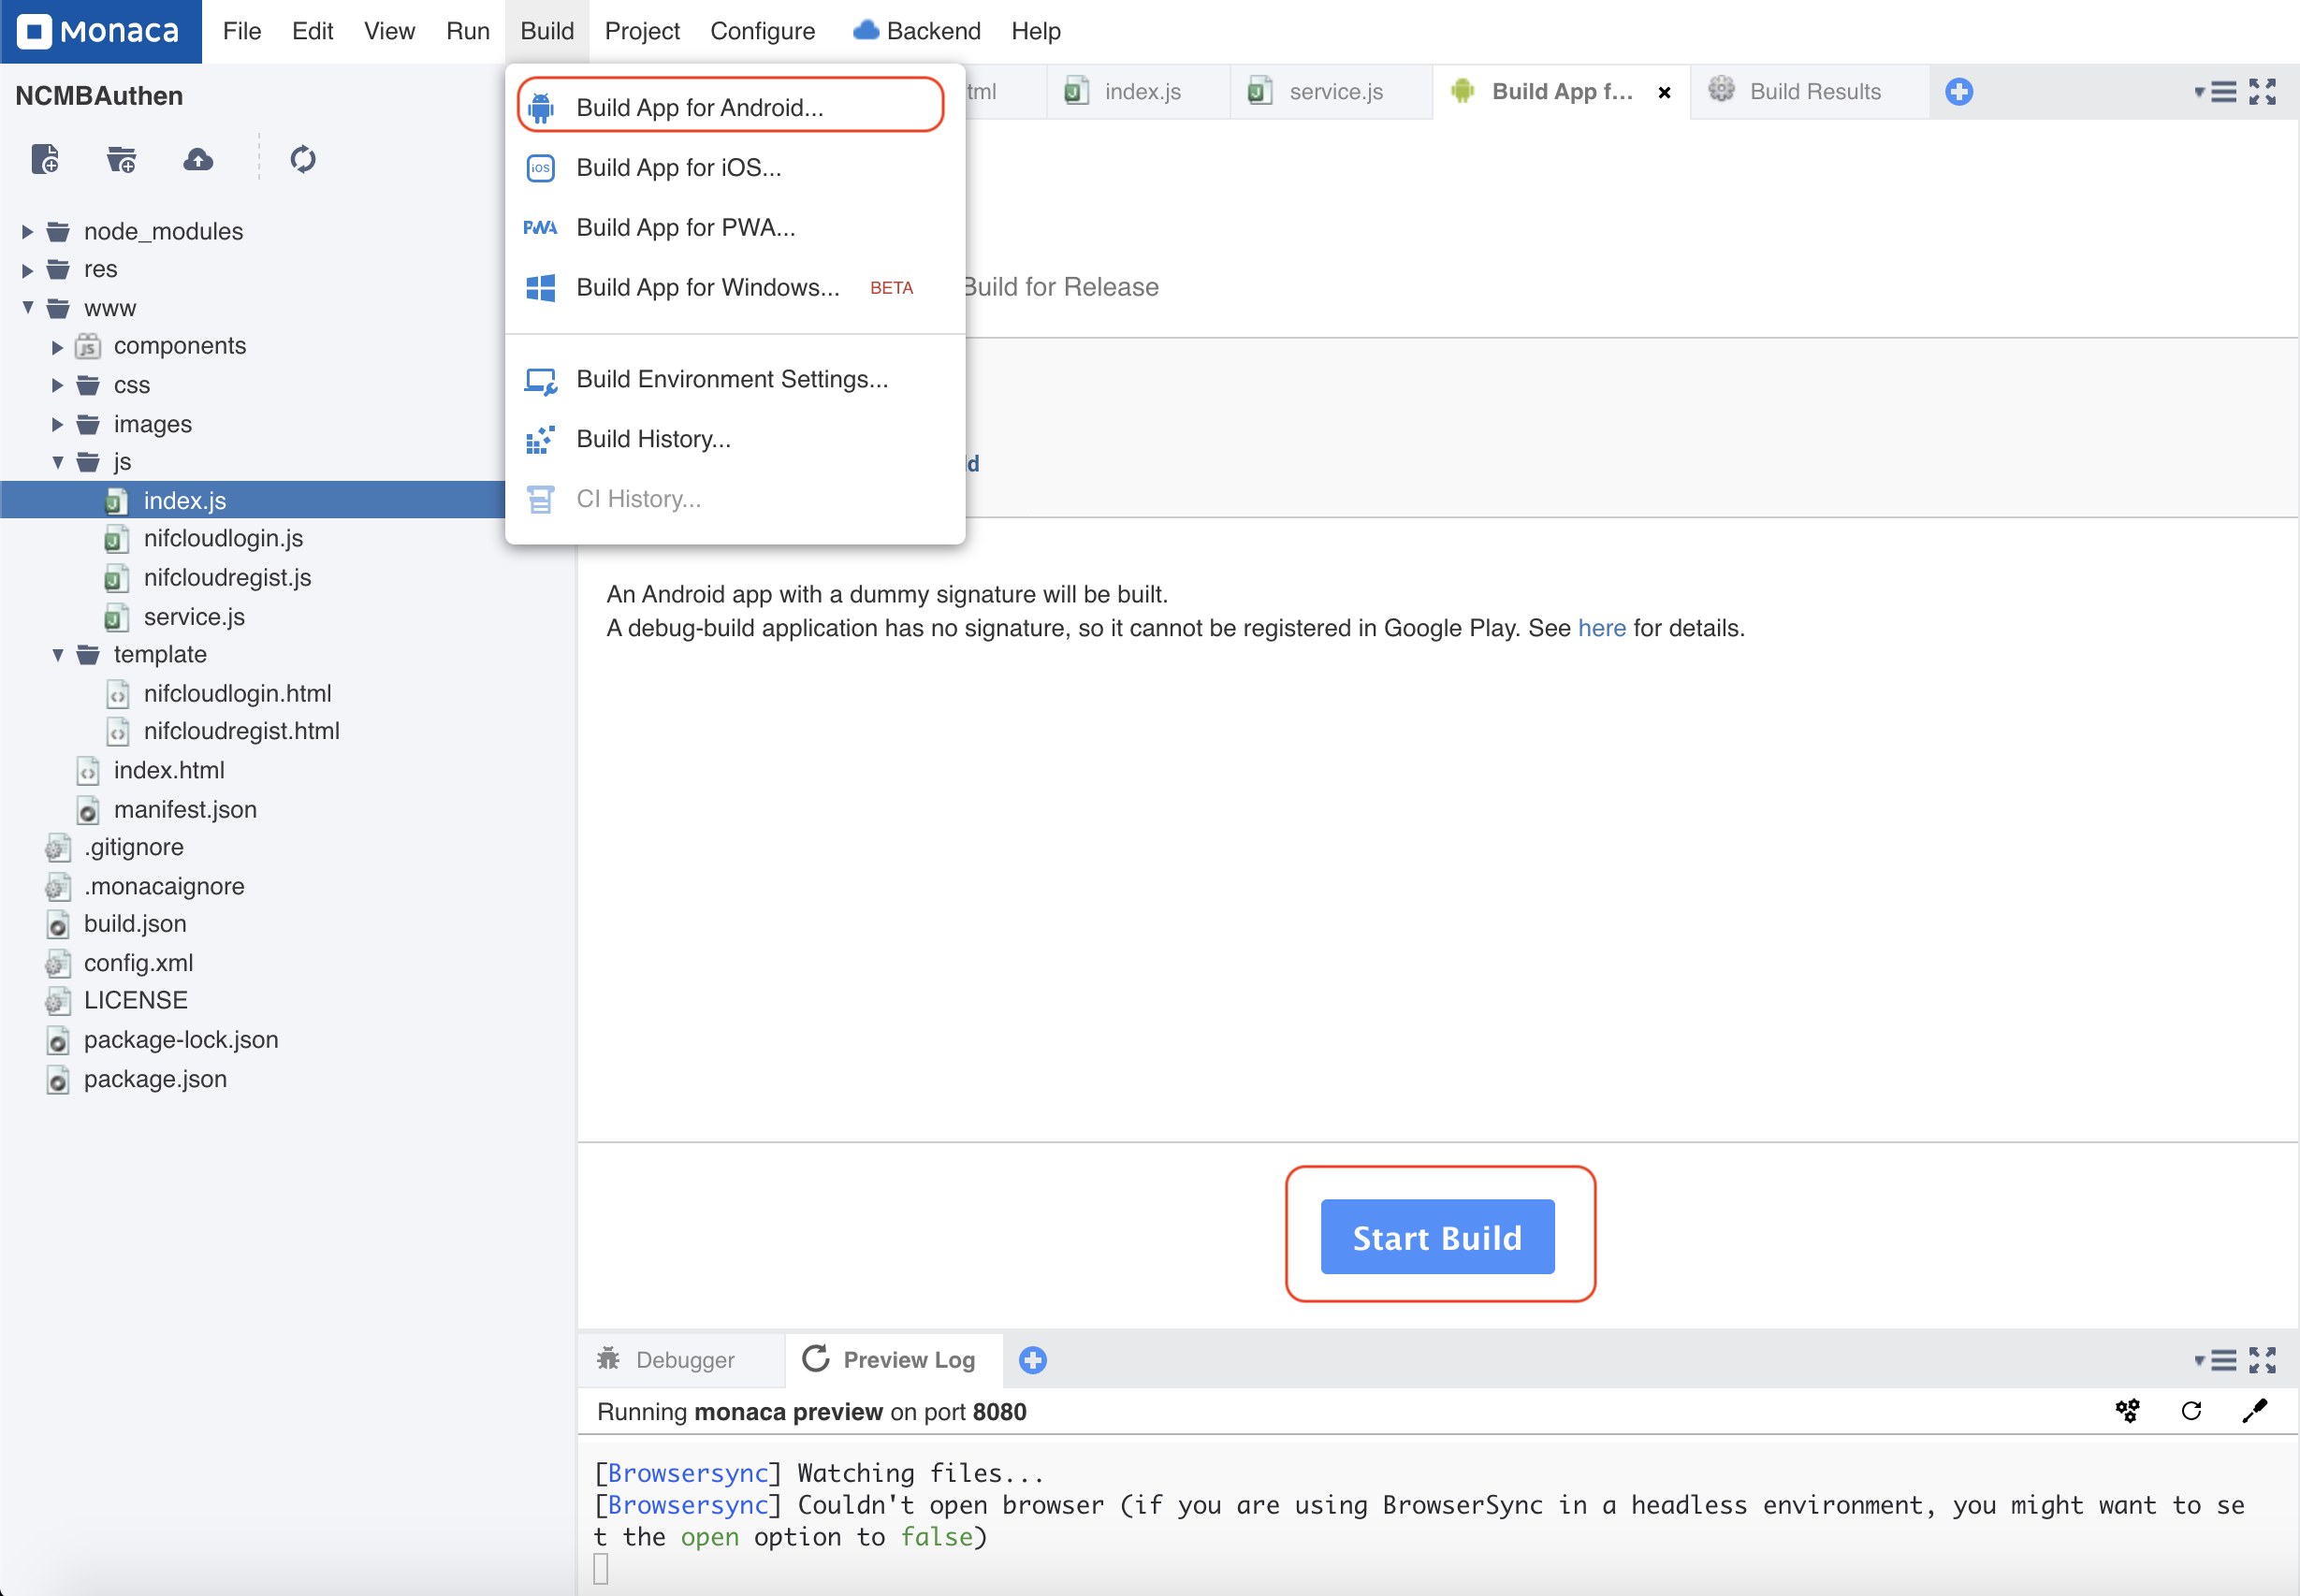 Monaca File Edit View Run Build Project Configure Backend Help
NCMBAuthen
index.js service.js Build App f... × Build Results
Build App for Android...
iOS Build App for iOS...
PWA Build App for PWA...
Build App for Windows... BETA
Build for Release
Build Environment Settings...
Build History...
CI History...
node_modules
res
www
JS components
css
images
js
index.js
nifcloudlogin.js
nifcloudregist.js
service.js
template
nifcloudlogin.html
nifcloudregist.html
index.html
manifest.json
.gitignore
.monacaignore
build.json
config.xml
LICENSE
package-lock.json
package.json
An Android app with a dummy signature will be built.
A debug-build application has no signature, so it cannot be registered in Google Play. See here for details.
Start Build
Debugger Preview Log
Running monaca preview on port 8080
[Browsersync] Watching files...
[Browsersync] Couldn't open browser (if you are using BrowserSync in a headless environment, you might want to se
t the open option to false)